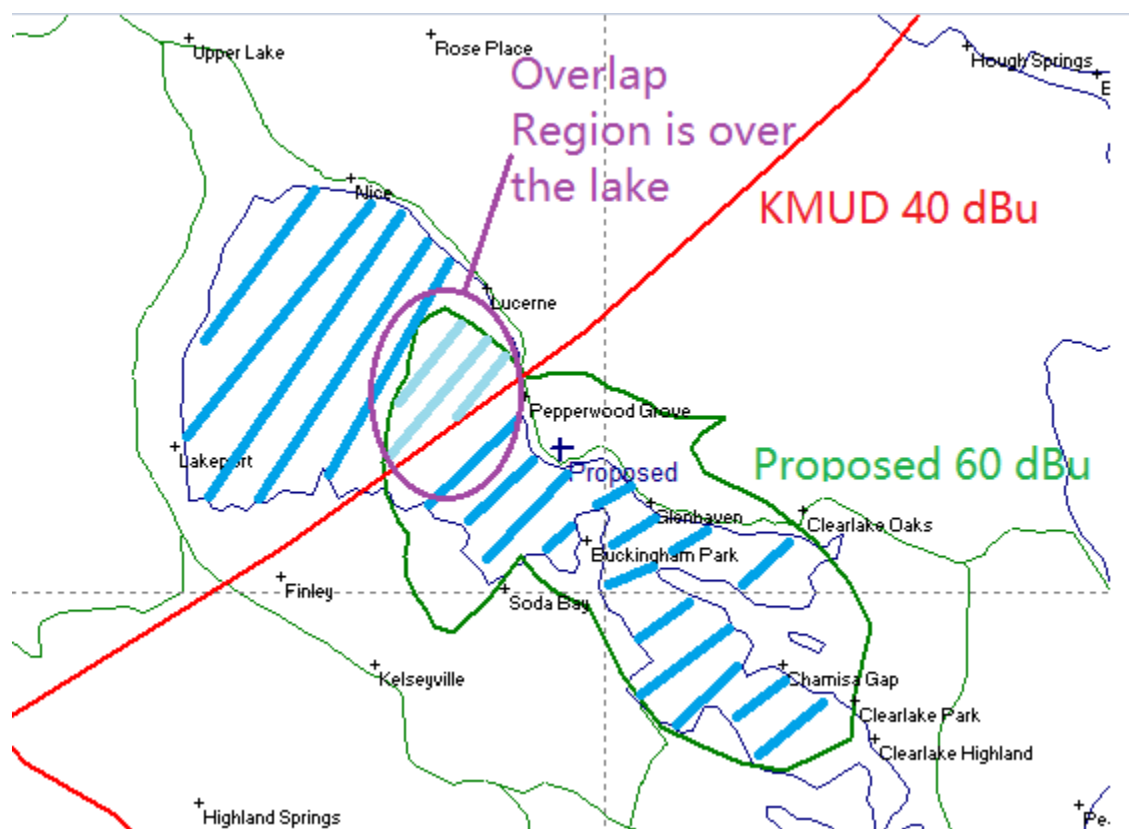 Upper Lake
Rose Place
Hough Springs
E
Overlap
Region is over
the lake
Nice
KMUD 40 dBu
Lucerne
Pepperwood Grove
Lakeport
Proposed
Proposed 60 dBu
Glenhaven
Clearlake Oaks
Buckingham Park
Finley
Soda Bay
Kelseyville
Chamisa Gap
Clearlake Park
Clearlake Highland
Highland Springs
Pe